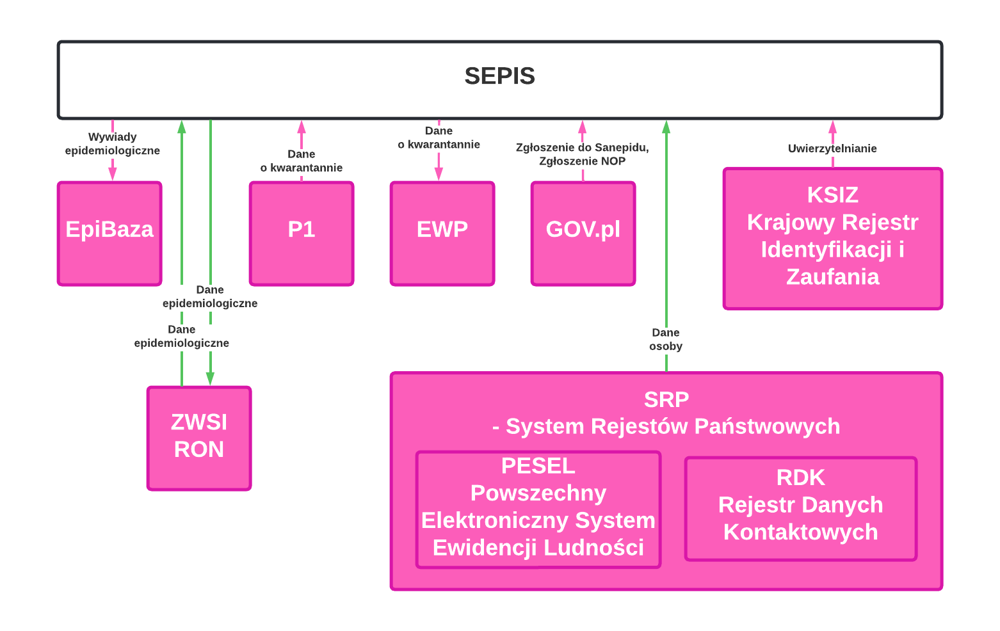 SEPIS
Wywiady
epidemiologiczne
Dane
o kwarantannie
Dane
o kwarantannie
Zgłoszenie do Sanepidu,
Zgłoszenie NOP
Uwierzytelnianie
EpiBaza
P1
EWP
GOV.pl
KSIZ
Krajowy Rejestr
Identyfikacji i
Zaufania
Dane
epidemiologiczne
Dane
epidemiologiczne
Dane
osoby
ZWSI
RON
SRP
- System Rejestów Państwowych
PESEL
Powszechny
Elektroniczny System
Ewidencji Ludności
RDK
Rejestr Danych
Kontaktowych